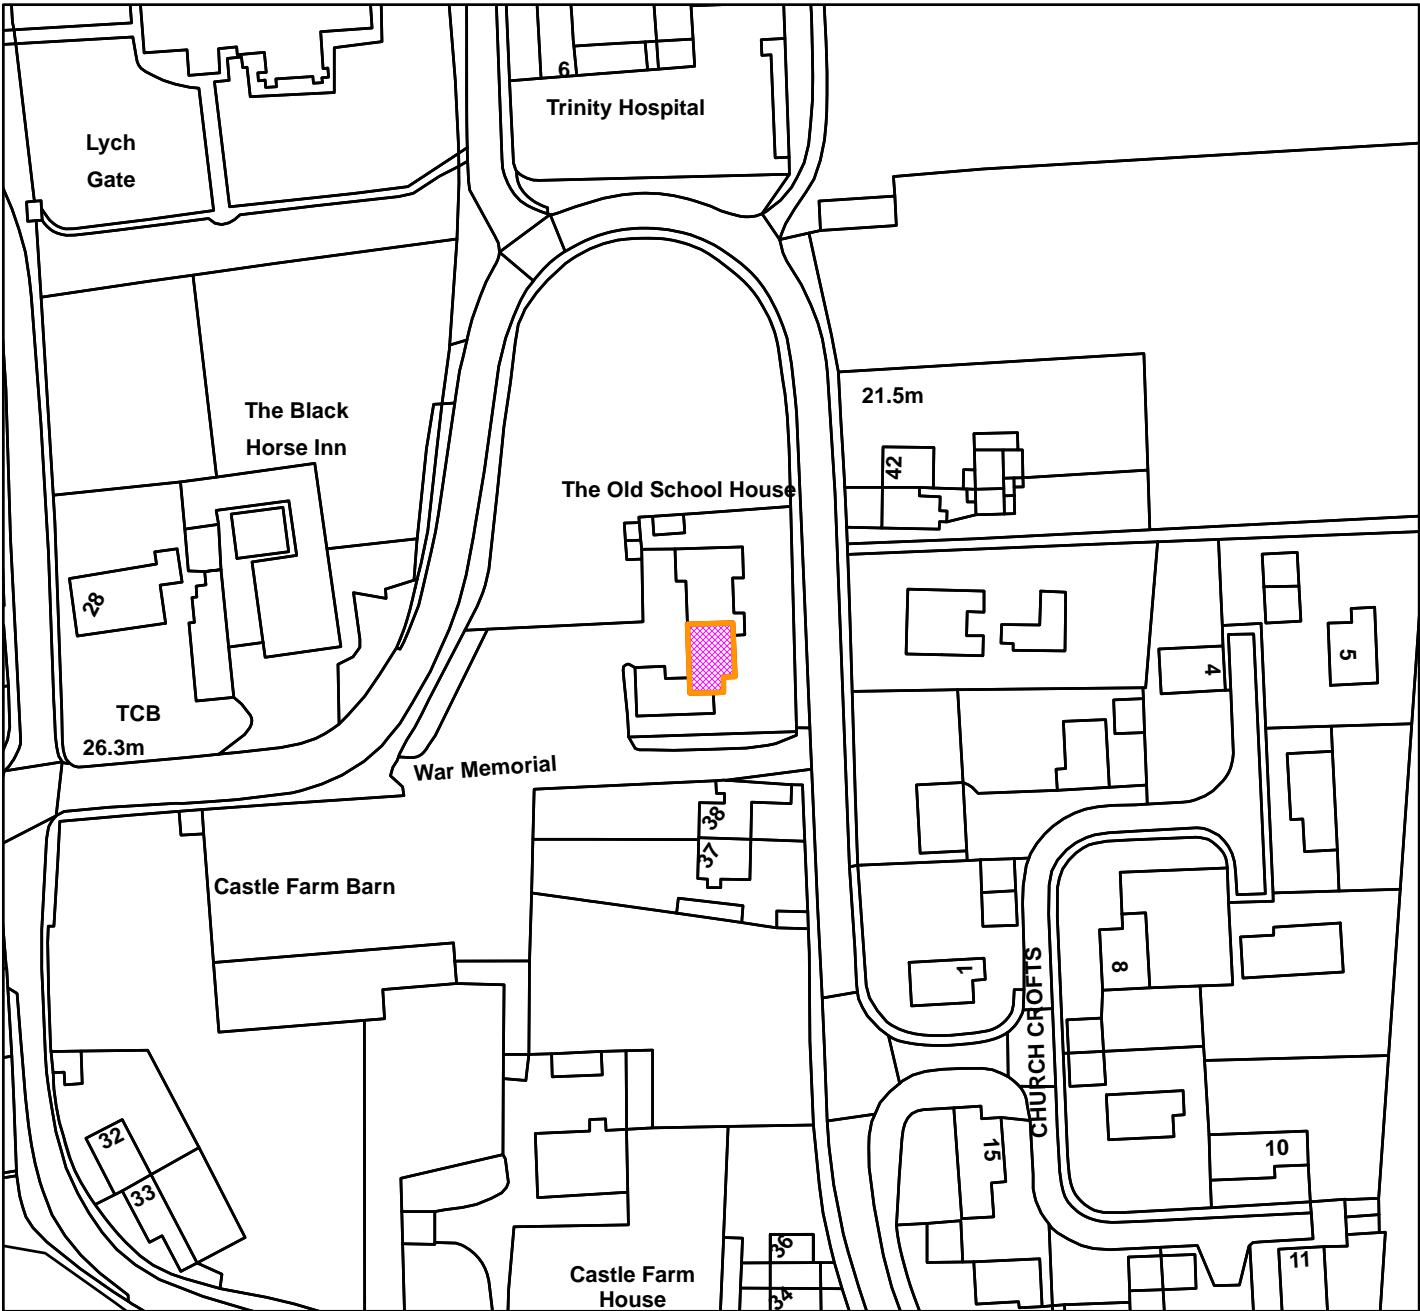 6
Trinity Hospital
Lych
Gate
21.5m
The Black
Horse Inn
42
The Old School House
28
5
4
TCB
26.3m
War Memorial
38
37
Castle Farm Barn
1
8
CHURCH CROFTS
32
33
15
10
36
11
Castle Farm
House
34